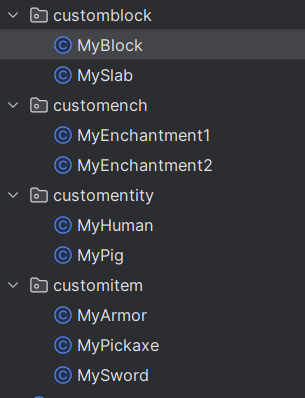 customblock
MyBlock
MySlab
customench
MyEnchantment1
MyEnchantment2
customentity
MyHuman
MyPig
customitem
MyArmor
MyPickaxe
MySword